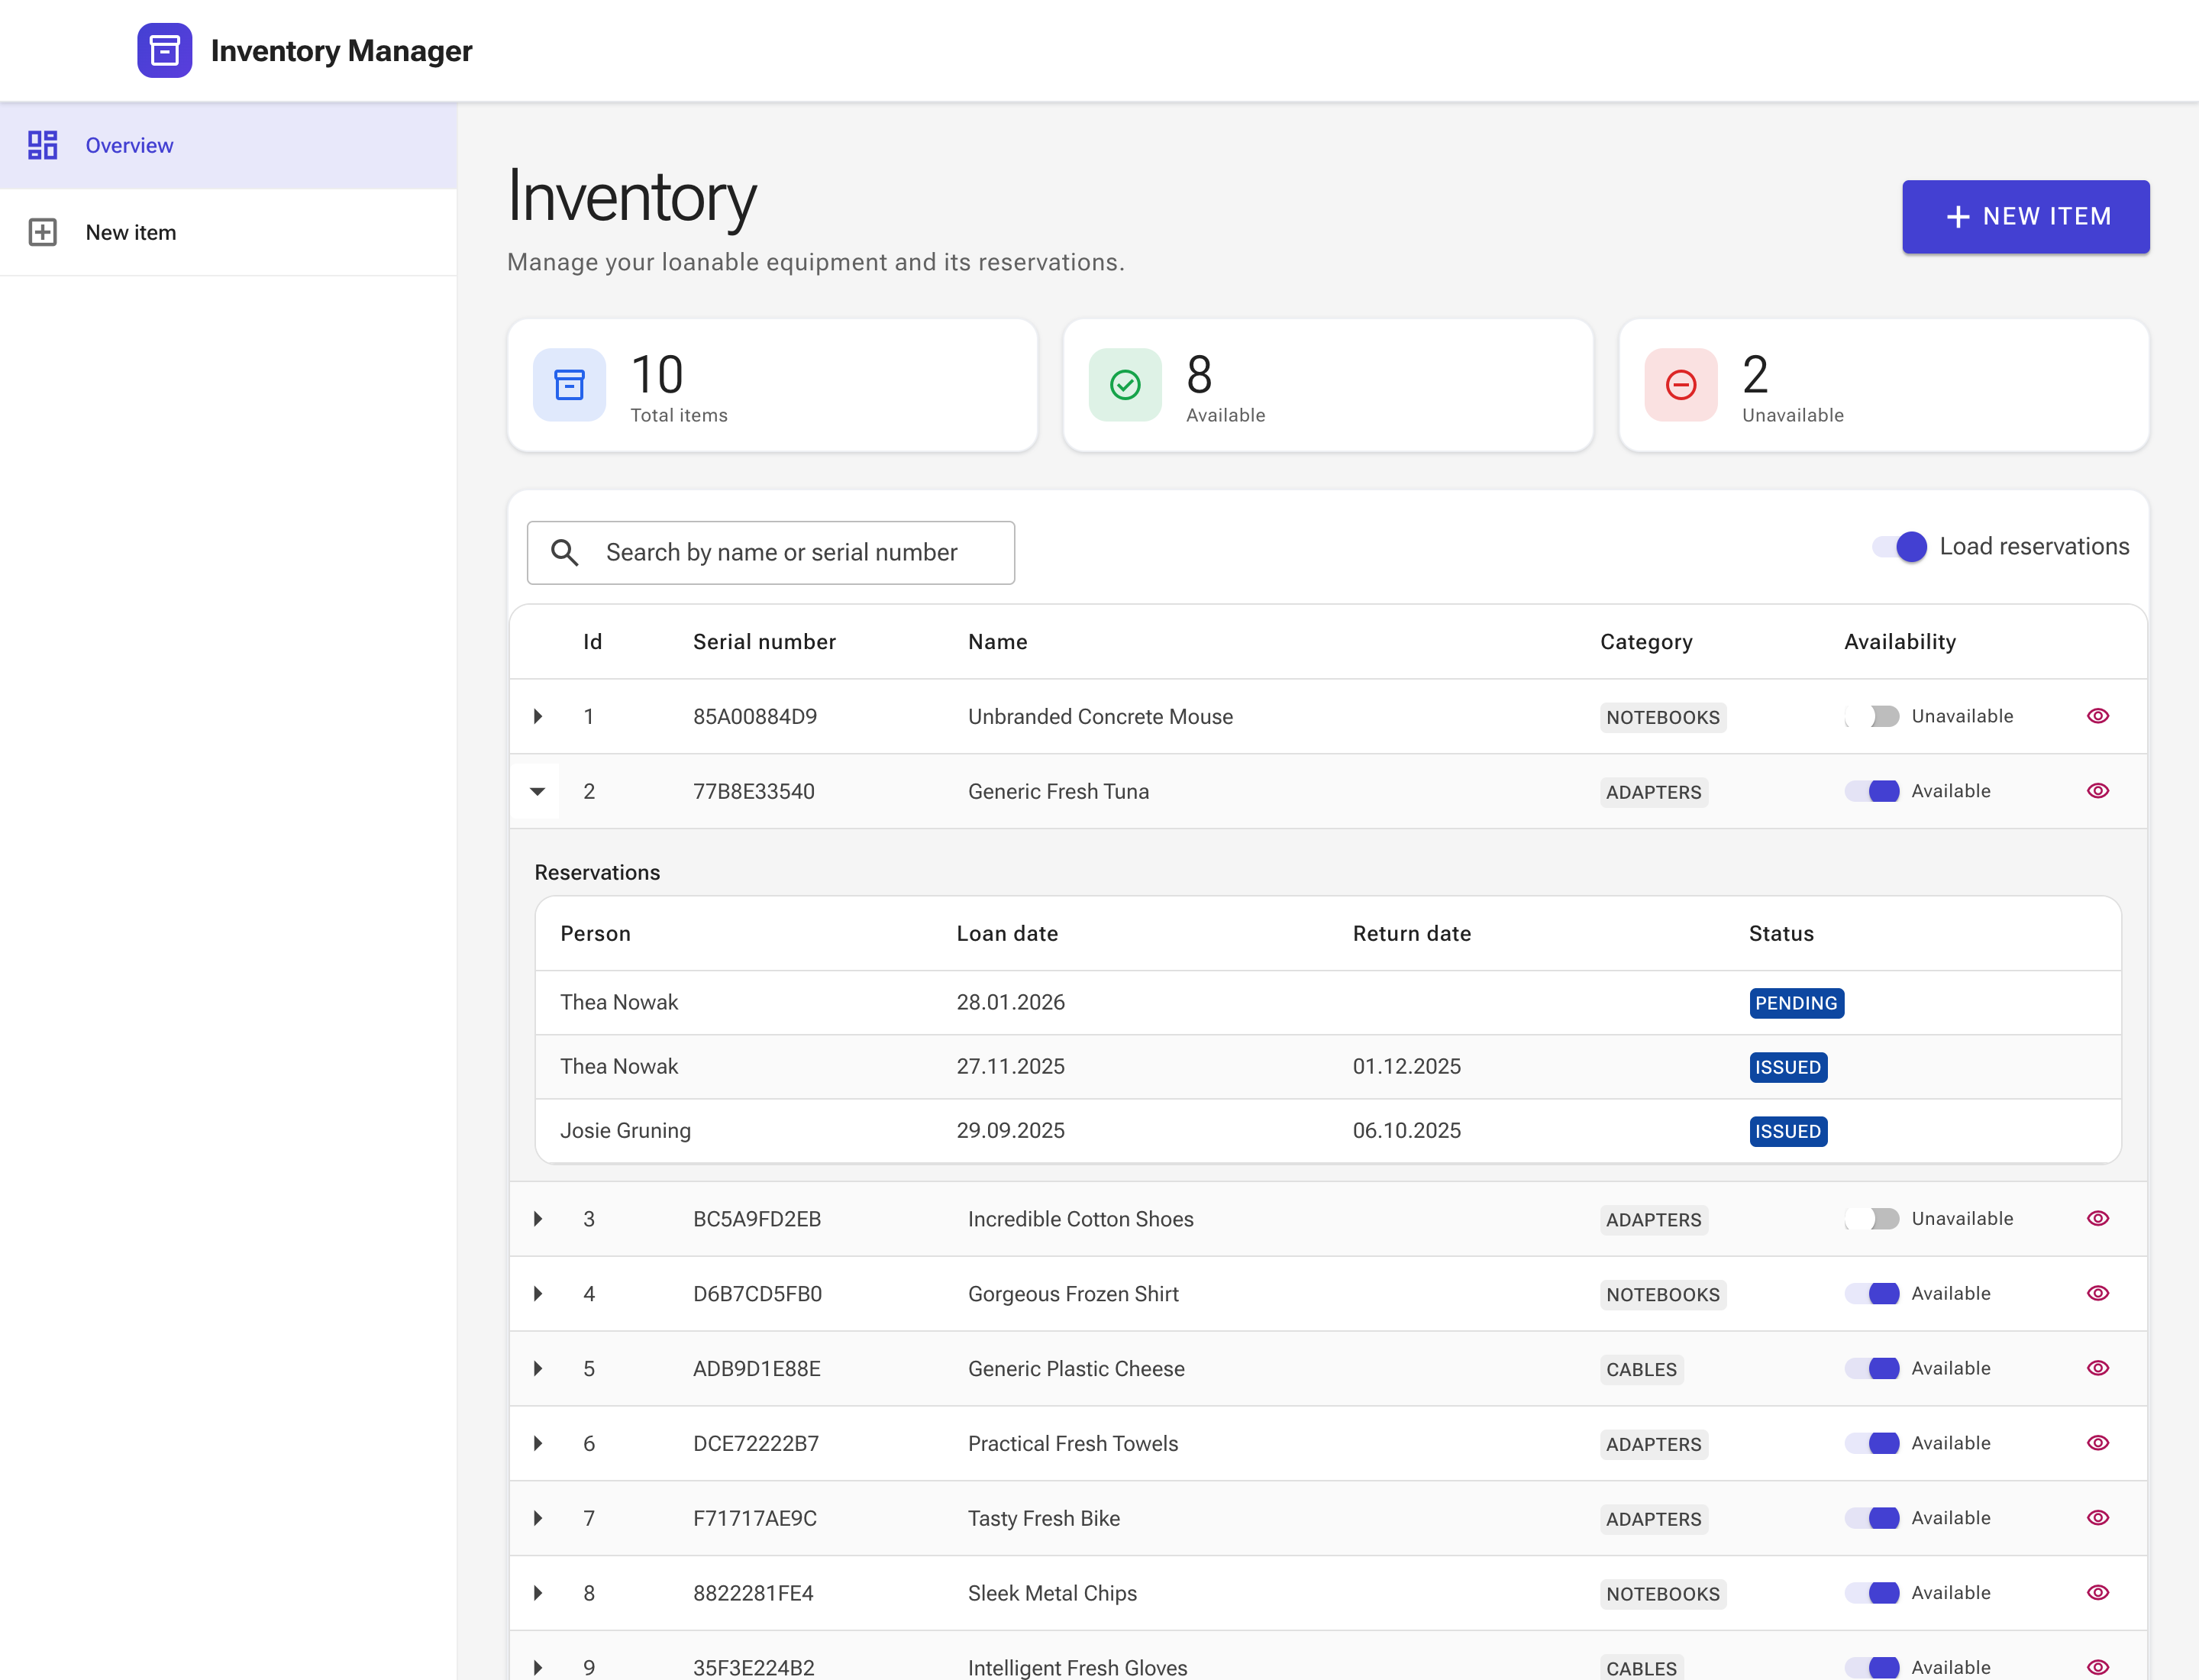 Inventory Manager
Overview
New item
Inventory
Manage your loanable equipment and its reservations.
NEW ITEM
10
Total items
8
Available
2
Unavailable
Search by name or serial number
Load reservations
Id Serial number Name Category Availability
1 85A00884D9 Unbranded Concrete Mouse NOTEBOOKS Unavailable
2 77B8E33540 Generic Fresh Tuna ADAPTERS Available
Reservations
Person Loan date Return date Status
Thea Nowak 28.01.2026 PENDING
Thea Nowak 27.11.2025 01.12.2025 ISSUED
Josie Gruning 29.09.2025 06.10.2025 ISSUED
3 BC5A9FD2EB Incredible Cotton Shoes ADAPTERS Unavailable
4 D6B7CD5FB0 Gorgeous Frozen Shirt NOTEBOOKS Available
5 ADB9D1E88E Generic Plastic Cheese CABLES Available
6 DCE72222B7 Practical Fresh Towels ADAPTERS Available
7 F71717AE9C Tasty Fresh Bike ADAPTERS Available
8 8822281FE4 Sleek Metal Chips NOTEBOOKS Available
9 35F3E224B2 Intelligent Fresh Gloves CABLES Available